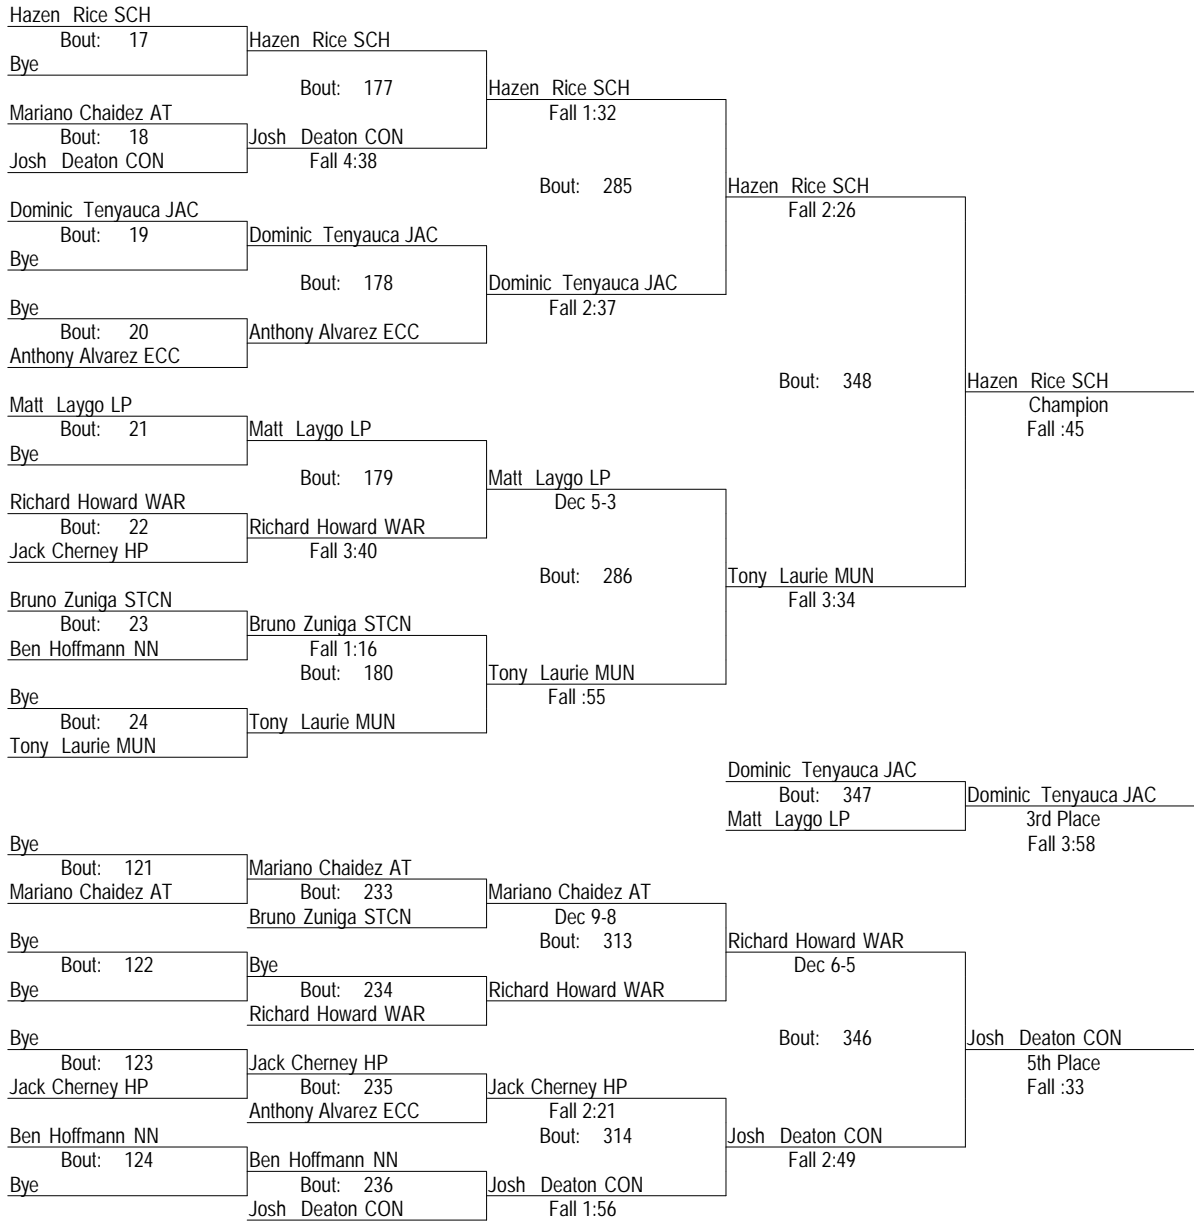 Hazen Rice SCH
Bout: 17
Hazen Rice SCH
Bye
Bout: 177
Hazen Rice SCH
Fall 1:32
Mariano Chaidez AT
Bout: 18
Josh Deaton CON
Josh Deaton CON
Fall 4:38
Bout: 285
Hazen Rice SCH
Fall 2:26
Dominic Tenyauca JAC
Bout: 19
Dominic Tenyauca JAC
Bye
Bout: 178
Dominic Tenyauca JAC
Fall 2:37
Bye
Bout: 20
Anthony Alvarez ECC
Anthony Alvarez ECC
Bout: 348
Hazen Rice SCH
Champion
Fall :45
Matt Laygo LP
Bout: 21
Matt Laygo LP
Bye
Bout: 179
Matt Laygo LP
Dec 5-3
Richard Howard WAR
Bout: 22
Richard Howard WAR
Jack Cherney HP
Fall 3:40
Bout: 286
Tony Laurie MUN
Fall 3:34
Bruno Zuniga STCN
Bout: 23
Bruno Zuniga STCN
Ben Hoffmann NN
Fall 1:16
Bout: 180
Tony Laurie MUN
Fall :55
Bye
Bout: 24
Tony Laurie MUN
Tony Laurie MUN
Dominic Tenyauca JAC
Bout: 347
Dominic Tenyauca JAC
Matt Laygo LP
3rd Place
Fall 3:58
Bye
Bout: 121
Mariano Chaidez AT
Mariano Chaidez AT
Bout: 233
Mariano Chaidez AT
Bruno Zuniga STCN
Dec 9-8
Bout: 313
Richard Howard WAR
Dec 6-5
Bye
Bout: 122
Bye
Bye
Bout: 234
Richard Howard WAR
Richard Howard WAR
Bout: 346
Josh Deaton CON
5th Place
Fall :33
Bye
Bout: 123
Jack Cherney HP
Jack Cherney HP
Bout: 235
Jack Cherney HP
Anthony Alvarez ECC
Fall 2:21
Bout: 314
Josh Deaton CON
Fall 2:49
Ben Hoffmann NN
Bout: 124
Ben Hoffmann NN
Bye
Bout: 236
Josh Deaton CON
Josh Deaton CON
Fall 1:56